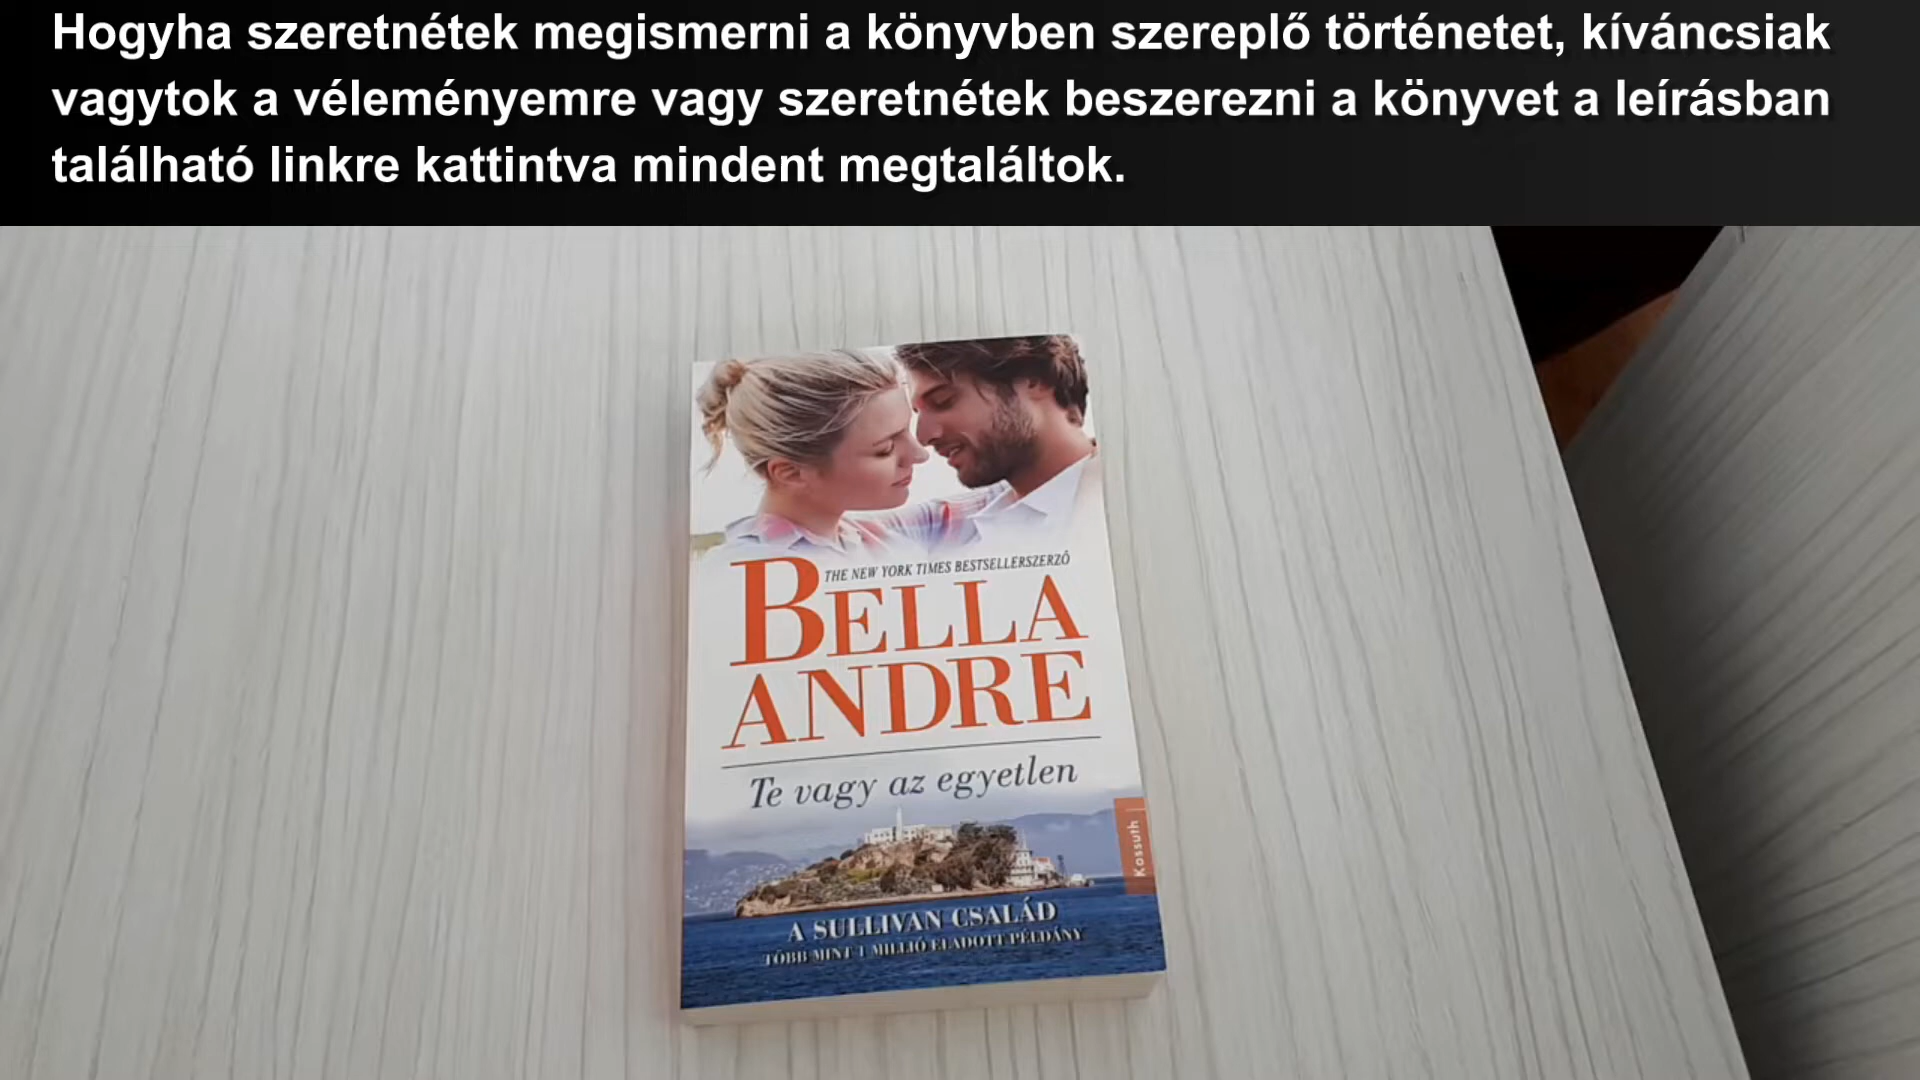 Hogyha szeretnétek megismerni a könyvben szereplő történetet, kíváncsiak
vagytok a véleményemre vagy szeretnétek beszerezni a könyvet a leírásban
található linkre kattintva mindent megtaláltok.
THE NEW YORK TIMES BESTSELLERSZERZŐ
BELLA
ANDRE
Te vagy az egyetlen
Kossuth
A SULLIVAN CSALÁD
TÖBB MINT 1 MILLIÓ ELADOTT PÉLDÁNY